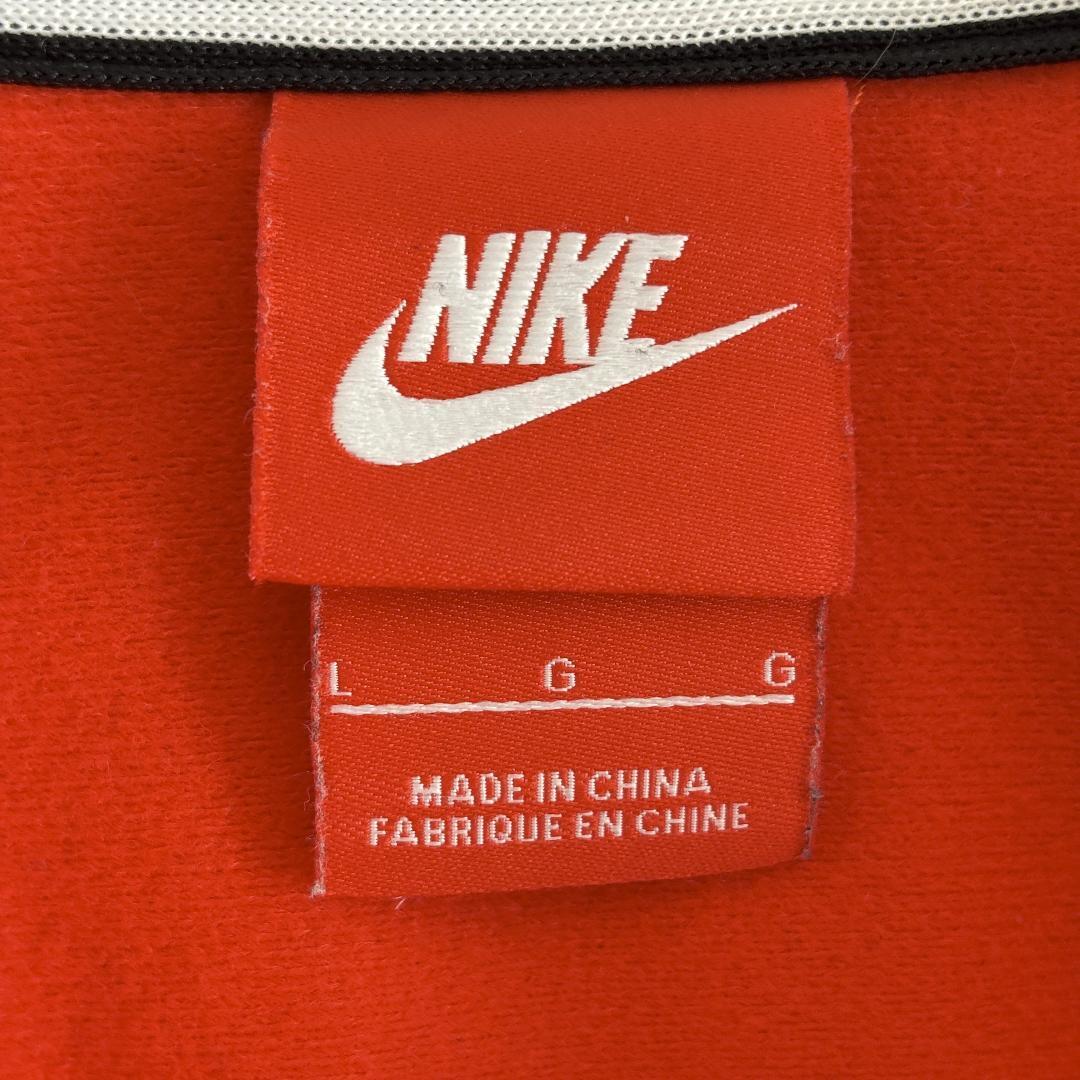 NIKE
L G G
MADE IN CHINA
FABRIQUE EN CHINE